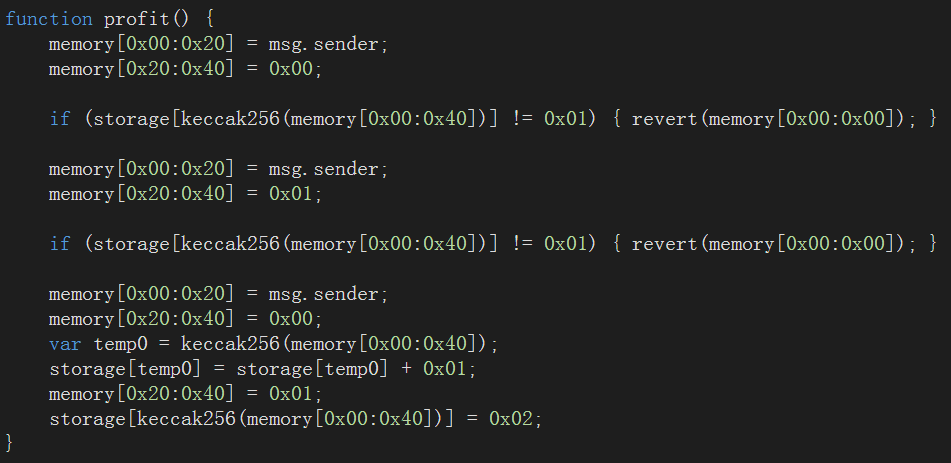 function profit() {
    memory[0x00:0x20] = msg.sender;
    memory[0x20:0x40] = 0x00;
    if (storage[keccak256(memory[0x00:0x40])] != 0x01) { revert(memory[0x00:0x00]); }
    memory[0x00:0x20] = msg.sender;
    memory[0x20:0x40] = 0x01;
    if (storage[keccak256(memory[0x00:0x40])] != 0x01) { revert(memory[0x00:0x00]); }
    memory[0x00:0x20] = msg.sender;
    memory[0x20:0x40] = 0x00;
    var temp0 = keccak256(memory[0x00:0x40]);
    storage[temp0] = storage[temp0] + 0x01;
    memory[0x20:0x40] = 0x01;
    storage[keccak256(memory[0x00:0x40])] = 0x02;
}